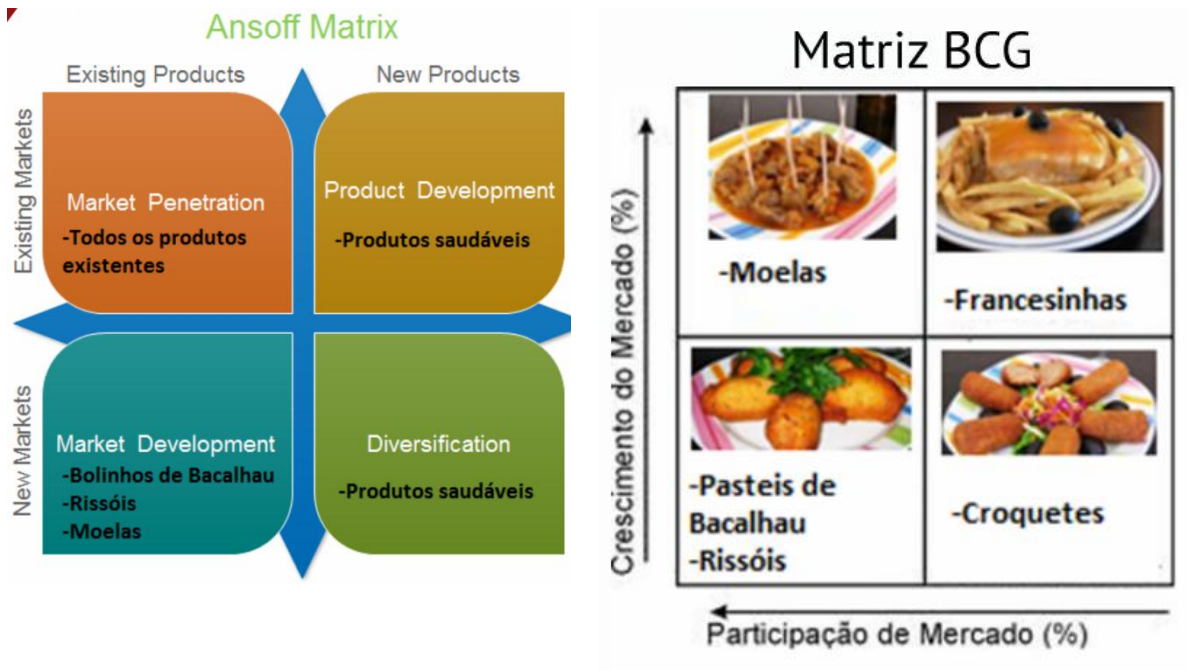 Ansoff Matrix
Existing Products
New Products
Existing Markets
Market Penetration
-Todos os produtos
existentes
Product Development
-Produtos saudáveis
New Markets
Market Development
-Bolinhos de Bacalhau
-Rissóis
-Moelas
Diversification
-Produtos saudáveis
Matriz BCG
Crescimento do Mercado (%)
-Moelas
-Francesinhas
-Pasteis de
Bacalhau
-Rissóis
-Croquetes
Participação de Mercado (%)